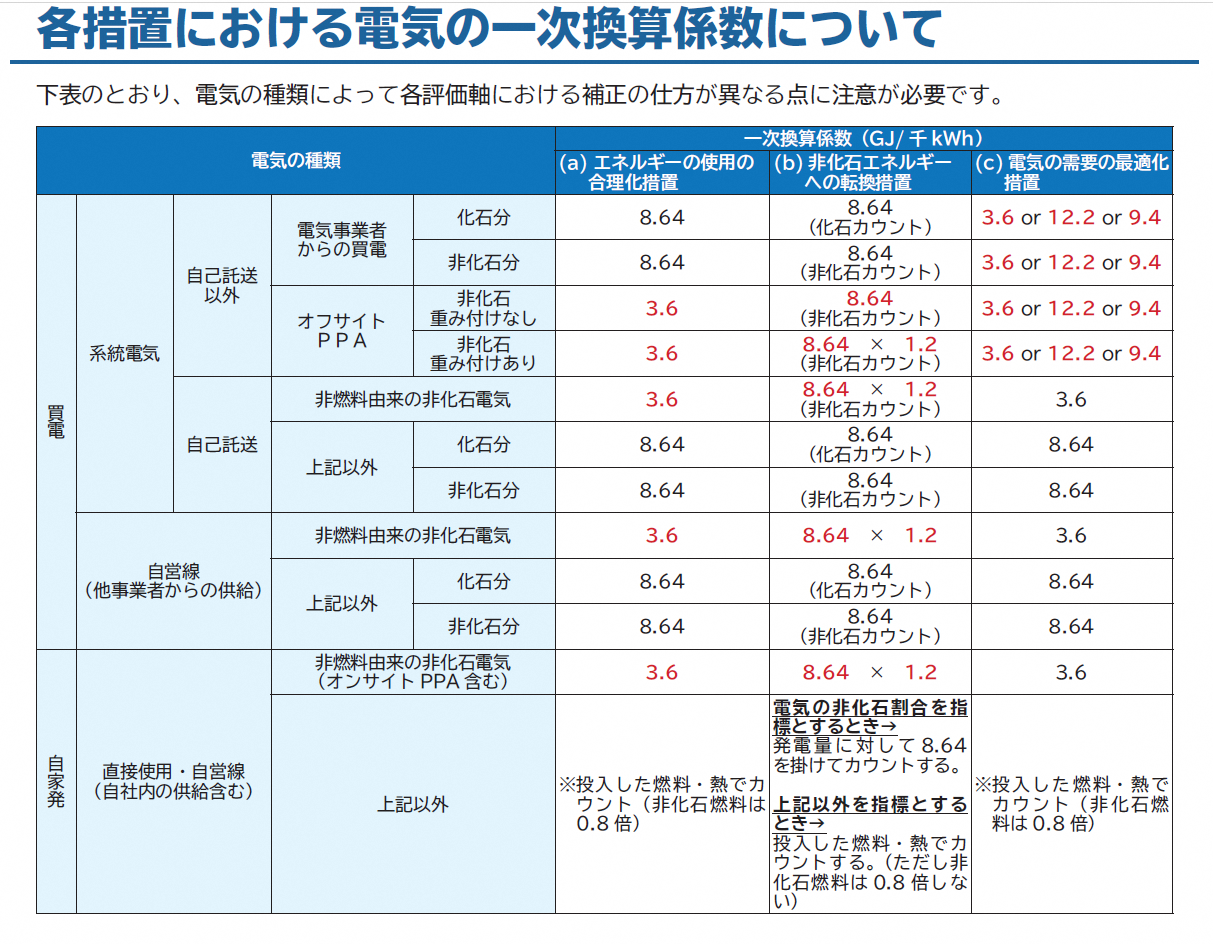 各措置における電気の一次換算係数について
下表のとおり、電気の種類によって各評価軸における補正の仕方が異なる点に注意が必要です。
電気の種類
一次換算係数（GJ/ 千 kWh）
(a) エネルギーの使用の
合理化措置
(b) 非化石エネルギー
への転換措置
(c) 電気の需要の最適化
措置
買電
系統電気
自己託送
以外
電気事業者
からの買電
化石分
8.64
8.64
（化石カウント）
3.6 or 12.2 or 9.4
非化石分
8.64
8.64
（非化石カウント）
3.6 or 12.2 or 9.4
オフサイト
ＰＰＡ
非化石
重み付けなし
3.6
8.64
（非化石カウント）
3.6 or 12.2 or 9.4
非化石
重み付けあり
3.6
8.64 × 1.2
（非化石カウント）
3.6 or 12.2 or 9.4
自己託送
非燃料由来の非化石電気
3.6
8.64 × 1.2
（非化石カウント）
3.6
上記以外
化石分
8.64
8.64
（化石カウント）
8.64
非化石分
8.64
8.64
（非化石カウント）
8.64
自営線
（他事業者からの供給）
非燃料由来の非化石電気
3.6
8.64 × 1.2
3.6
上記以外
化石分
8.64
8.64
（化石カウント）
8.64
非化石分
8.64
8.64
（非化石カウント）
8.64
自家発
直接使用・自営線
（自社内の供給含む）
非燃料由来の非化石電気
（オンサイト PPA 含む）
3.6
8.64 × 1.2
3.6
上記以外
※投入した燃料・熱でカ
ウント（非化石燃料は
0.8 倍）
電気の非化石割合を指
標とするとき→
発電量に対して 8.64
を掛けてカウントする。
上記以外を指標とする
とき→
投入した燃料・熱でカ
ウントする。（ただし非
化石燃料は 0.8 倍しな
い）
※投入した燃料・熱で
カウント（非化石燃
料は 0.8 倍）